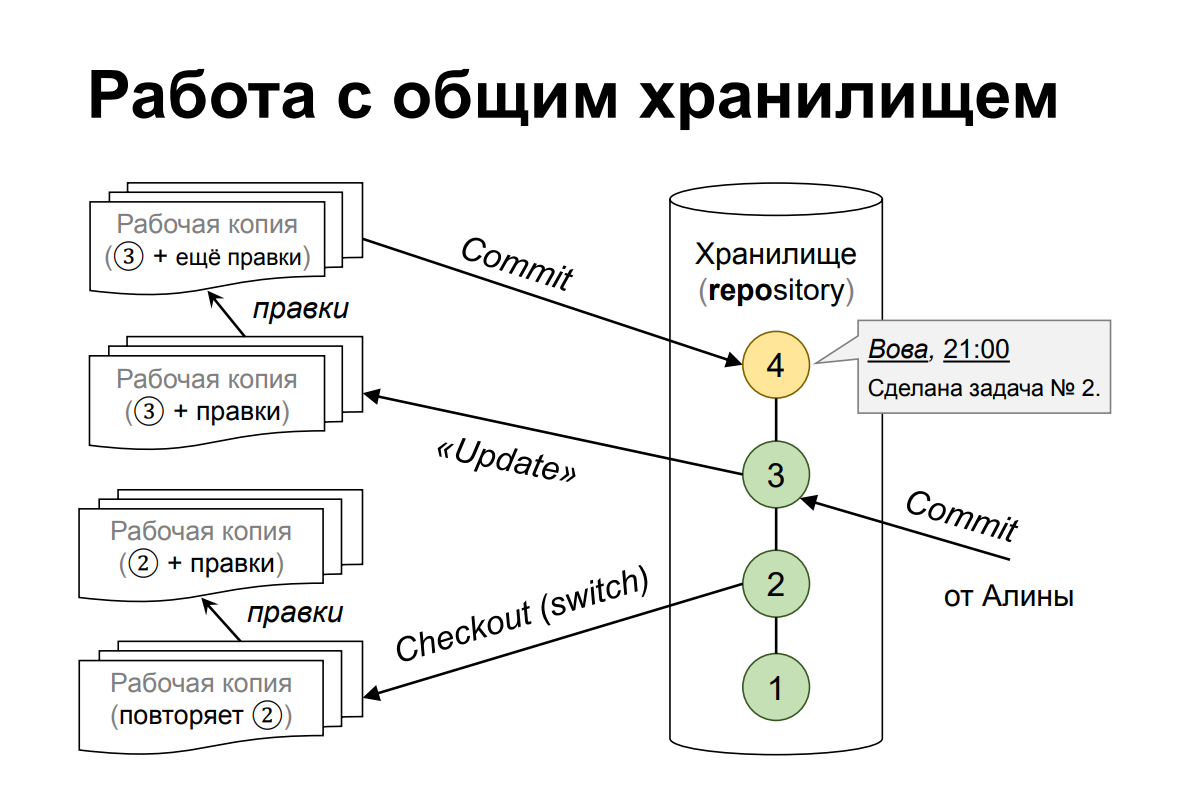 Работа с общим хранилищем
Рабочая копия
(③ + ещё правки)
правки
Рабочая копия
(③ + правки)
Рабочая копия
(② + правки)
правки
Рабочая копия
(повторяет ②)
Commit
«Update»
Checkout (switch)
Хранилище
(repository)
4
3
2
1
Вова, 21:00
Сделана задача № 2.
Commit
от Алины